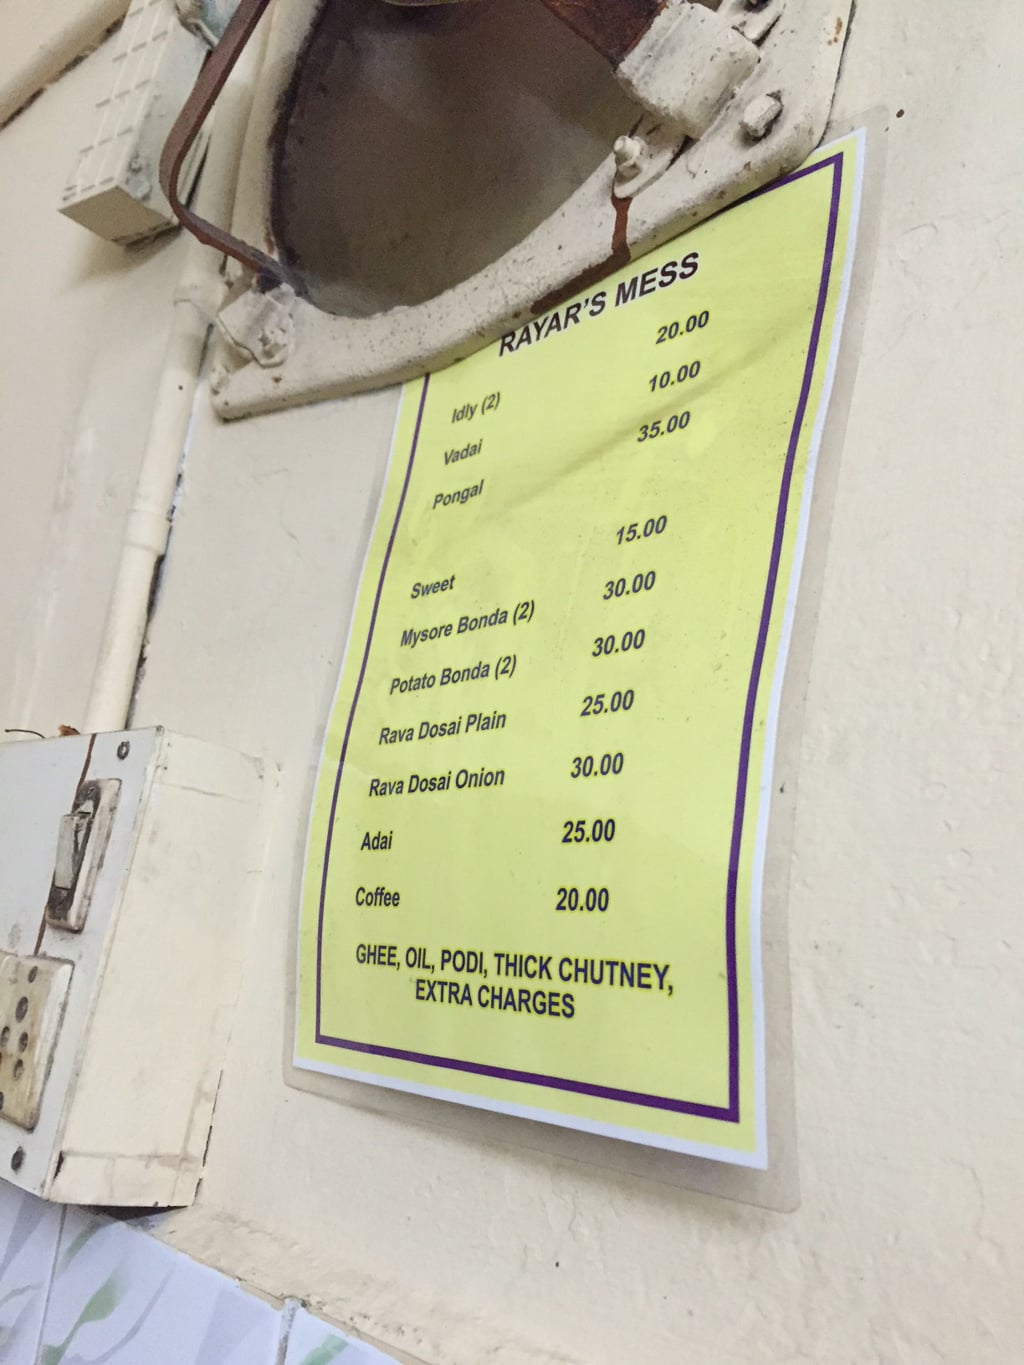 RAYAR'S MESS
Idly (2) 20.00
Vadai 10.00
Pongal 35.00
Sweet 15.00
Mysore Bonda (2) 30.00
Potato Bonda (2) 30.00
Rava Dosai Plain 25.00
Rava Dosai Onion 30.00
Adai 25.00
Coffee 20.00
GHEE, OIL, PODI, THICK CHUTNEY,
EXTRA CHARGES